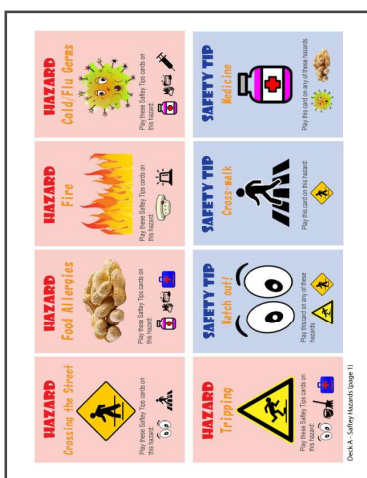 HAZARD
Crossing the Street
Play these Saftey Tips cards on
this hazard:
HAZARD
Food Allergies
Play these Saftey Tips cards on
this hazard:
HAZARD
Fire
Play these Saftey Tips cards on
this hazard:
HAZARD
Cold/Flu Germs
Play these Saftey Tips cards on
this hazard:
HAZARD
Tripping
Play these Saftey Tips cards on
this hazard:
SAFETY TIP
Watch out!
Play this card on any of these
hazards:
SAFETY TIP
Cross-walk
Play this card on this hazard:
SAFETY TIP
Medicine
Play this card on any of these hazards
Deck A - Saftey Hazards (page 1)